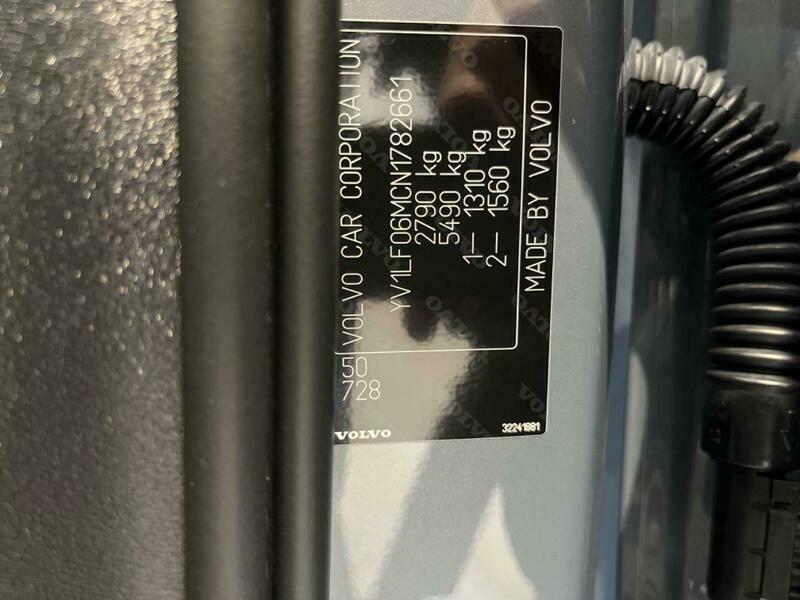 VOLVO CAR CORPORATION
YV1LF06MCN1782661
2790 kg
5490 kg
1— 1310 kg
2— 1560 kg
MADE BY VOLVO
50
728
VOLVO
32241881